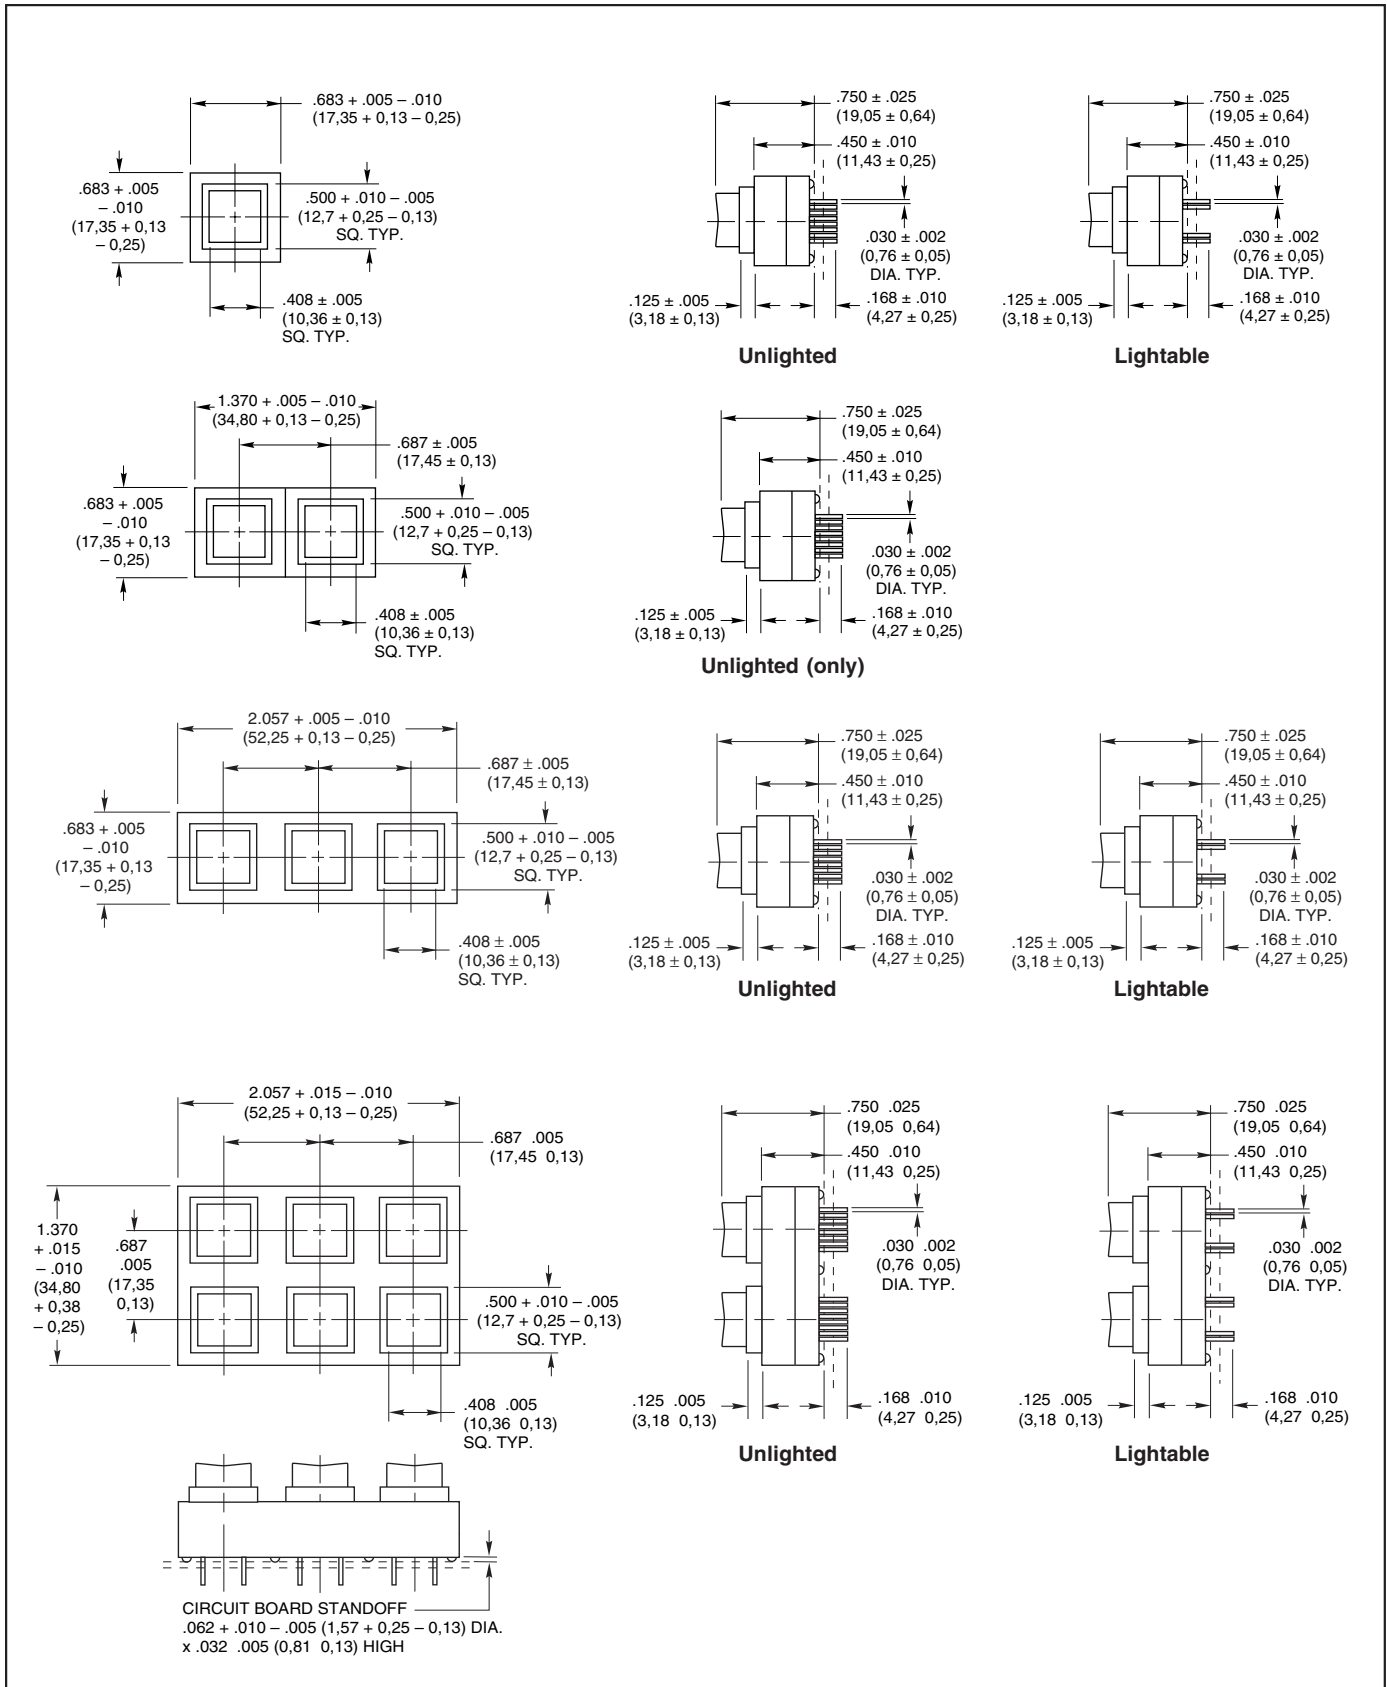 .683 + .005 – .010
(17,35 + 0,13 – 0,25)
.683 + .005
– .010
(17,35 + 0,13
– 0,25)
.500 + .010 – .005
(12,7 + 0,25 – 0,13)
SQ. TYP.
.408 ± .005
(10,36 ± 0,13)
SQ. TYP.
.750 ± .025
(19,05 ± 0,64)
.450 ± .010
(11,43 ± 0,25)
.030 ± .002
(0,76 ± 0,05)
DIA. TYP.
.125 ± .005
(3,18 ± 0,13)
.168 ± .010
(4,27 ± 0,25)
Unlighted
.750 ± .025
(19,05 ± 0,64)
.450 ± .010
(11,43 ± 0,25)
.030 ± .002
(0,76 ± 0,05)
DIA. TYP.
.125 ± .005
(3,18 ± 0,13)
.168 ± .010
(4,27 ± 0,25)
Lightable
1.370 + .005 – .010
(34,80 + 0,13 – 0,25)
.687 ± .005
(17,45 ± 0,13)
.683 + .005
– .010
(17,35 + 0,13
– 0,25)
.500 + .010 – .005
(12,7 + 0,25 – 0,13)
SQ. TYP.
.408 ± .005
(10,36 ± 0,13)
SQ. TYP.
.750 ± .025
(19,05 ± 0,64)
.450 ± .010
(11,43 ± 0,25)
.030 ± .002
(0,76 ± 0,05)
DIA. TYP.
.125 ± .005
(3,18 ± 0,13)
.168 ± .010
(4,27 ± 0,25)
Unlighted (only)
2.057 + .005 – .010
(52,25 + 0,13 – 0,25)
.687 ± .005
(17,45 ± 0,13)
.683 + .005
– .010
(17,35 + 0,13
– 0,25)
.500 + .010 – .005
(12,7 + 0,25 – 0,13)
SQ. TYP.
.408 ± .005
(10,36 ± 0,13)
SQ. TYP.
.750 ± .025
(19,05 ± 0,64)
.450 ± .010
(11,43 ± 0,25)
.030 ± .002
(0,76 ± 0,05)
DIA. TYP.
.125 ± .005
(3,18 ± 0,13)
.168 ± .010
(4,27 ± 0,25)
Unlighted
.750 ± .025
(19,05 ± 0,64)
.450 ± .010
(11,43 ± 0,25)
.030 ± .002
(0,76 ± 0,05)
DIA. TYP.
.125 ± .005
(3,18 ± 0,13)
.168 ± .010
(4,27 ± 0,25)
Lightable
2.057 + .015 – .010
(52,25 + 0,13 – 0,25)
.687 .005
(17,45 0,13)
1.370
+ .015
– .010
(34,80
+ 0,38
– 0,25)
.687
.005
(17,35
0,13)
.500 + .010 – .005
(12,7 + 0,25 – 0,13)
SQ. TYP.
.408 .005
(10,36 0,13)
SQ. TYP.
.750 .025
(19,05 0,64)
.450 .010
(11,43 0,25)
.030 .002
(0,76 0,05)
DIA. TYP.
.125 .005
(3,18 0,13)
.168 .010
(4,27 0,25)
Unlighted
.750 .025
(19,05 0,64)
.450 .010
(11,43 0,25)
.030 .002
(0,76 0,05)
DIA. TYP.
.125 .005
(3,18 0,13)
.168 .010
(4,27 0,25)
Lightable
CIRCUIT BOARD STANDOFF
.062 + .010 – .005 (1,57 + 0,25 – 0,13) DIA.
x .032 .005 (0,81 0,13) HIGH